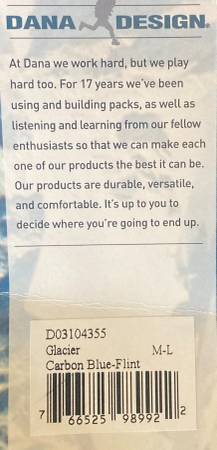 DANA DESIGN®
At Dana we work hard, but we play
hard too. For 17 years we've been
using and building packs, as well as
listening and learning from our fellow
enthusiasts so that we can make each
one of our products the best it can be.
Our products are durable, versatile,
and comfortable. It's up to you to
decide where you're going to end up.
D03104355
Glacier M-L
Carbon Blue-Flint
7 66525 98992 2